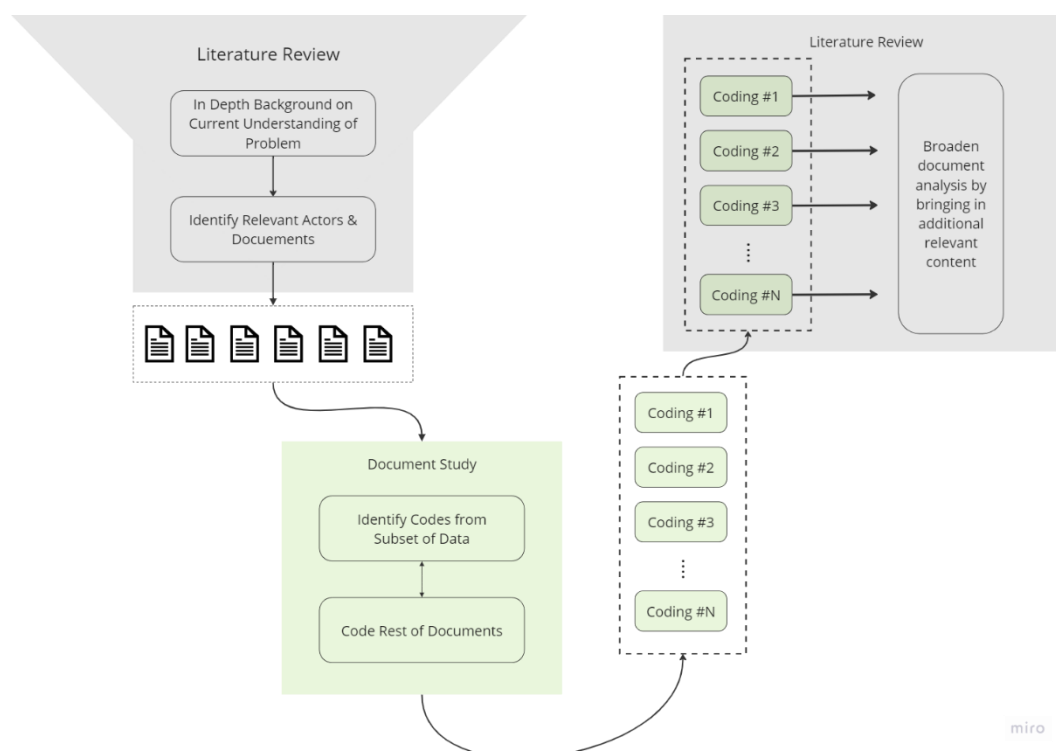 Literature Review
In Depth Background on
Current Understanding of
Problem
Identify Relevant Actors &
Docuements
Document Study
Identify Codes from
Subset of Data
Code Rest of Documents
Coding #1
Coding #2
Coding #3
Coding #N
Literature Review
Coding #1
Coding #2
Coding #3
Coding #N
Broaden
document
analysis by
bringing in
additional
relevant
content
miro